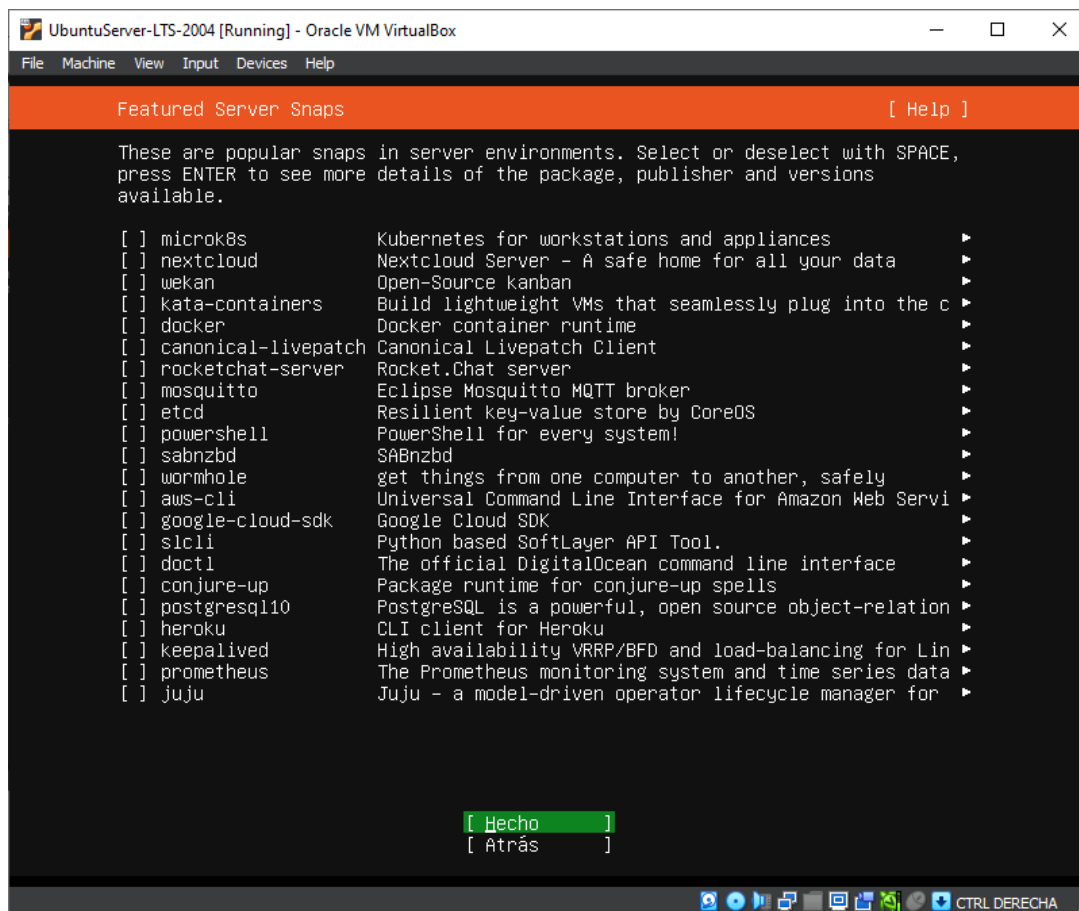 UbuntuServer-LTS-2004 [Running] - Oracle VM VirtualBox
File Machine View Input Devices Help
Featured Server Snaps [ Help ]
These are popular snaps in server environments. Select or deselect with SPACE,
press ENTER to see more details of the package, publisher and versions
available.
[ ] microk8s Kubernetes for workstations and appliances ►
[ ] nextcloud Nextcloud Server - A safe home for all your data ►
[ ] wekan Open-Source kanban ►
[ ] kata-containers Build lightweight VMs that seamlessly plug into the c ►
[ ] docker Docker container runtime ►
[ ] canonical-livepatch Canonical Livepatch Client ►
[ ] rocketchat-server Rocket.Chat server ►
[ ] mosquitto Eclipse Mosquitto MQTT broker ►
[ ] etcd Resilient key-value store by CoreOS ►
[ ] powershell PowerShell for every system! ►
[ ] sabnzbd SABnzbd ►
[ ] wormhole get things from one computer to another, safely ►
[ ] aws-cli Universal Command Line Interface for Amazon Web Servi ►
[ ] google-cloud-sdk Google Cloud SDK ►
[ ] slcli Python based SoftLayer API Tool. ►
[ ] doctl The official DigitalOcean command line interface ►
[ ] conjure-up Package runtime for conjure-up spells ►
[ ] postgresql10 PostgreSQL is a powerful, open source object-relation ►
[ ] heroku CLI client for Heroku ►
[ ] keepalived High availability VRRP/BFD and load-balancing for Lin ►
[ ] prometheus The Prometheus monitoring system and time series data ►
[ ] juju Juju - a model-driven operator lifecycle manager for ►
[ Hecho ]
[ Atrás ]
CTRL DERECHA